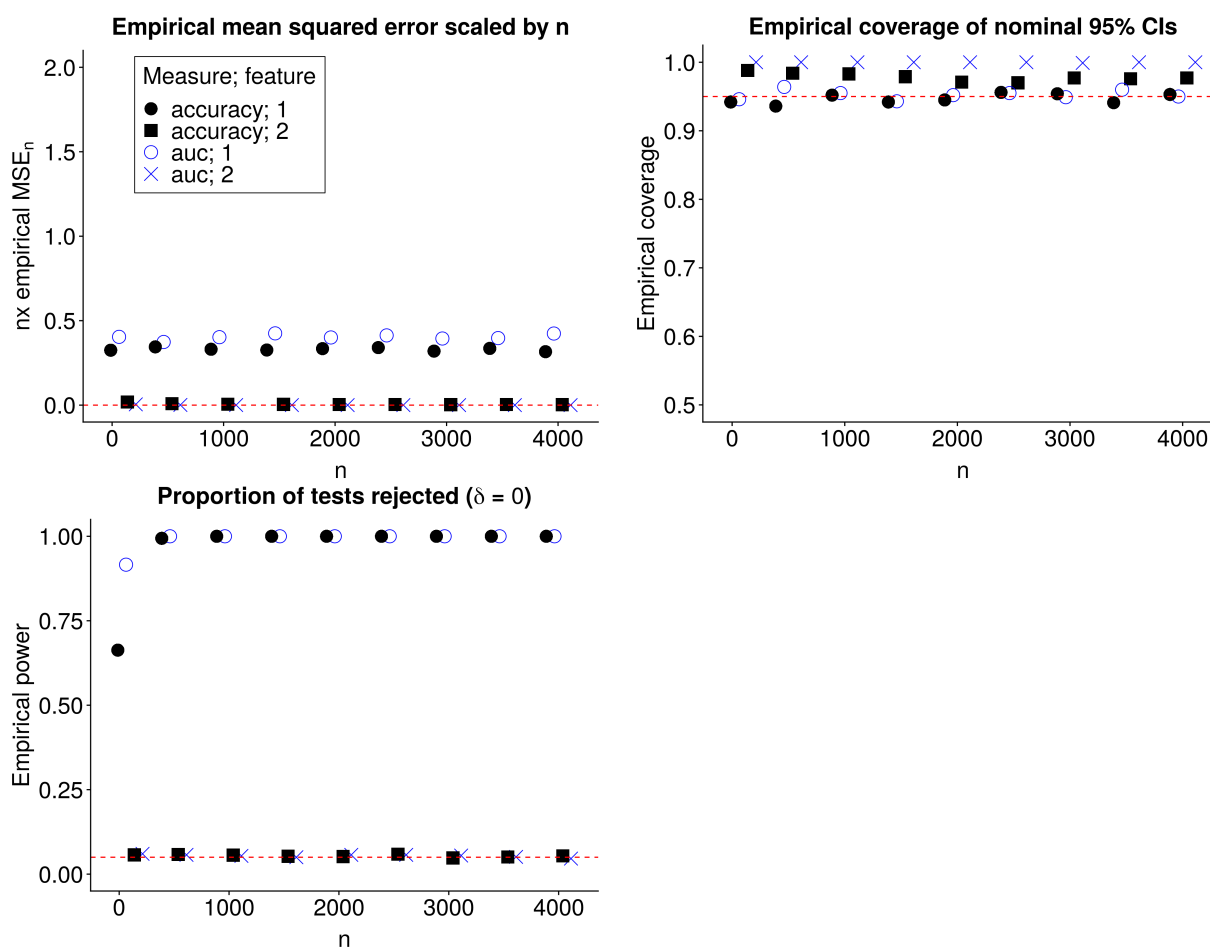 Empirical mean squared error scaled by n
2.0
1.5
1.0
0.5
0.0
nx empirical MSEn
Measure; feature
accuracy; 1
accuracy; 2
auc; 1
auc; 2
0 1000 2000 3000 4000
n
Empirical coverage of nominal 95% CIs
1.0
0.9
0.8
0.7
0.6
0.5
Empirical coverage
0 1000 2000 3000 4000
n
Proportion of tests rejected (δ = 0)
1.00
0.75
0.50
0.25
0.00
Empirical power
0 1000 2000 3000 4000
n